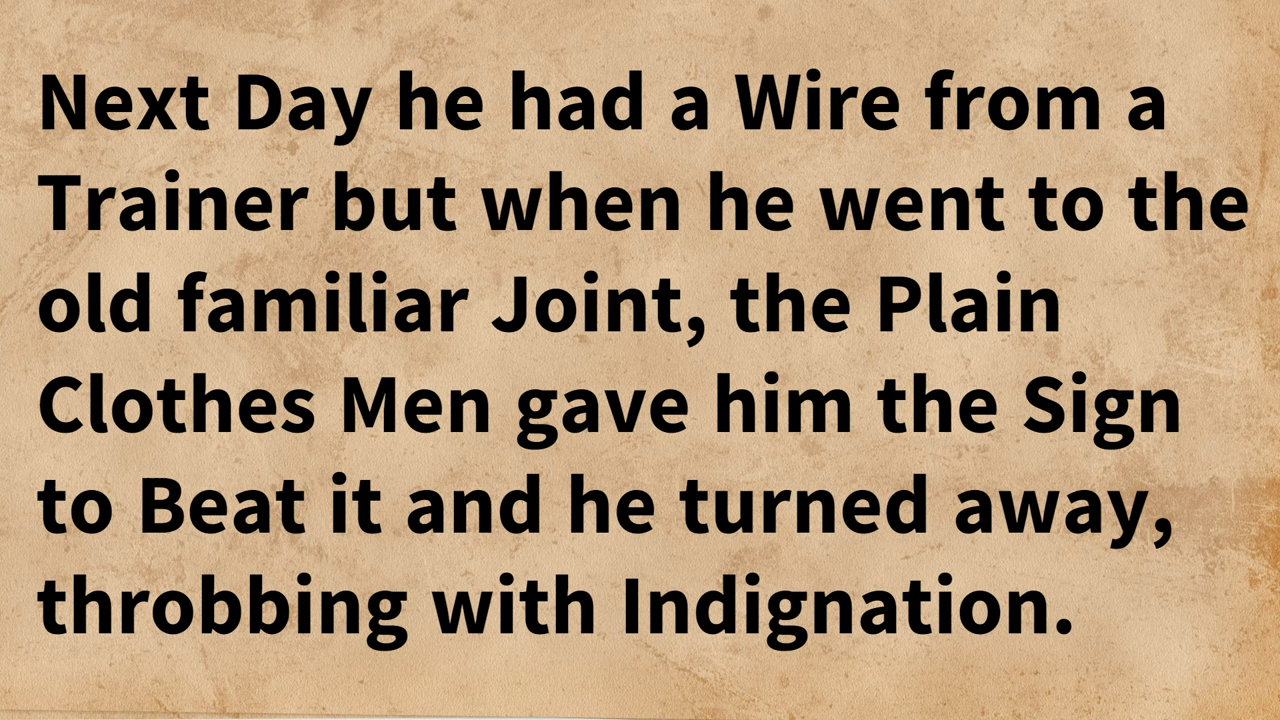 Next Day he had a Wire from a
Trainer but when he went to the
old familiar Joint, the Plain
Clothes Men gave him the Sign
to Beat it and he turned away,
throbbing with Indignation.